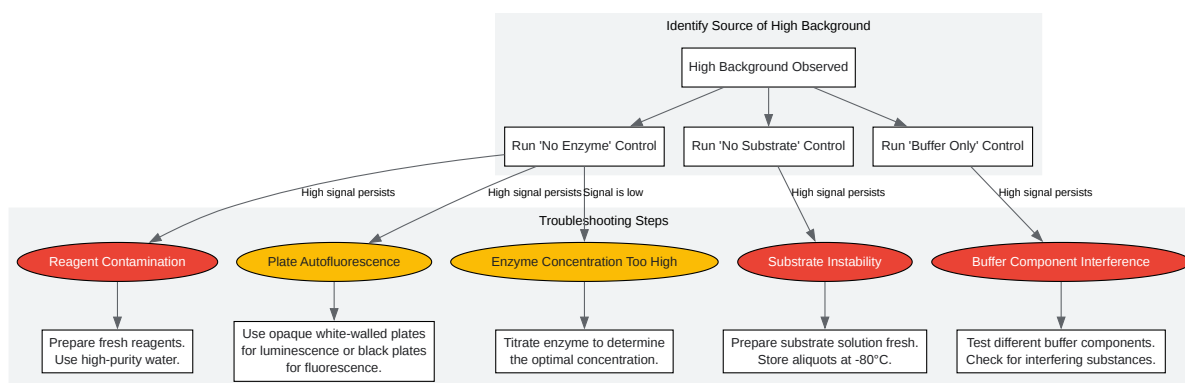 Identify Source of High Background
High Background Observed
Run 'No Enzyme' Control
Run 'No Substrate' Control
Run 'Buffer Only' Control
High signal persists
High signal persists
Signal is low
High signal persists
High signal persists
Troubleshooting Steps
Reagent Contamination
Plate Autofluorescence
Enzyme Concentration Too High
Substrate Instability
Buffer Component Interference
Prepare fresh reagents.
Use high-purity water.
Use opaque white-walled plates
for luminescence or black plates
for fluorescence.
Titrate enzyme to determine
the optimal concentration.
Prepare substrate solution fresh.
Store aliquots at -80°C.
Test different buffer components.
Check for interfering substances.